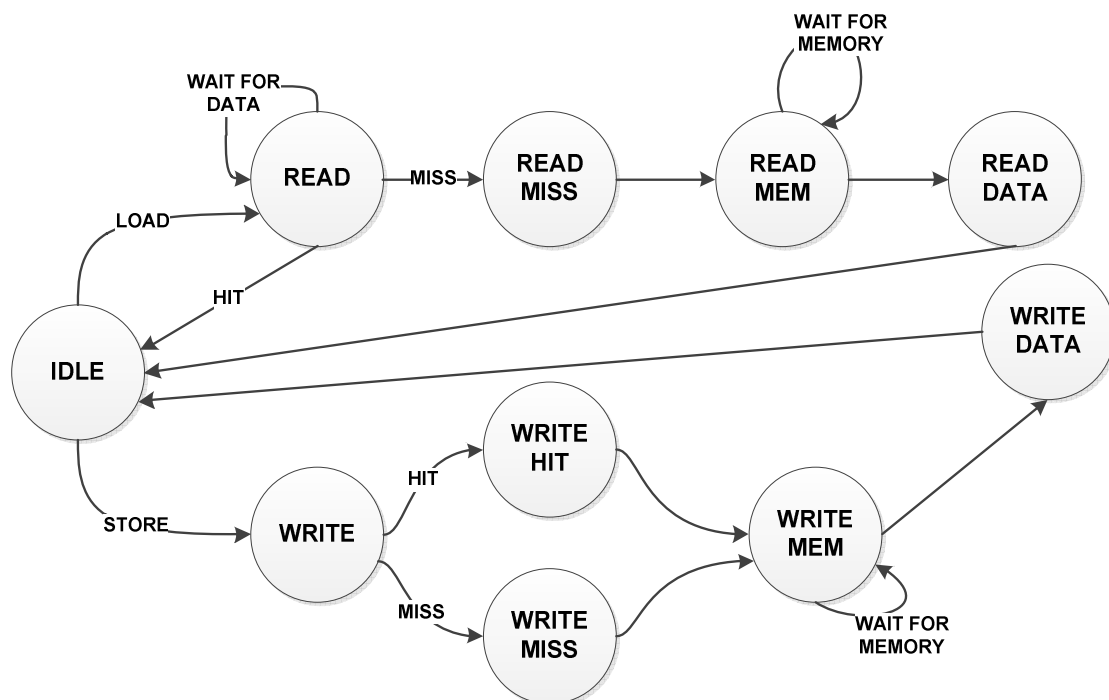 WAIT FOR
MEMORY
WAIT FOR
DATA
READ
MISS
READ
MISS
READ
MEM
READ
DATA
LOAD
HIT
IDLE
WRITE
DATA
STORE
WRITE
HIT
WRITE
HIT
MISS
WRITE
MISS
WRITE
MEM
WAIT FOR
MEMORY